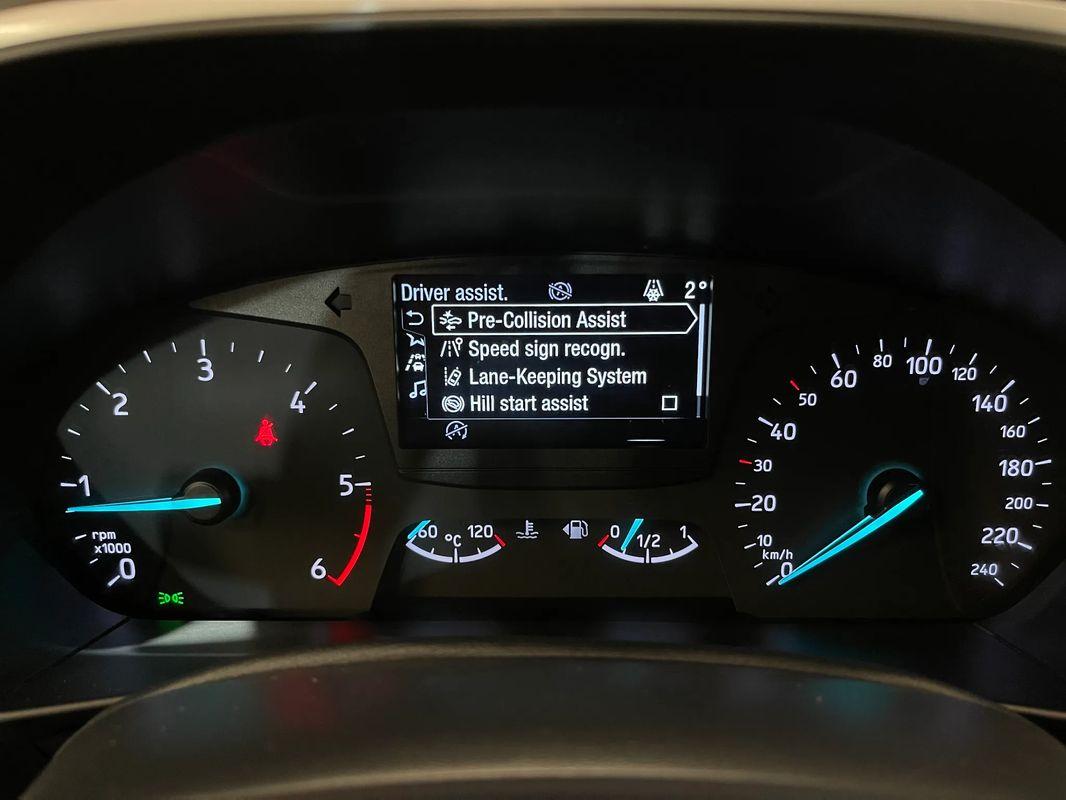 Driver assist. 2°
Pre-Collision Assist
Speed sign recogn.
Lane-Keeping System
Hill start assist
0 1 2 3 4 5 6
rpm
x1000
60 °C 120
0 1/2 1
0 10 20 30 40 50 60 80 100 120 140 160 180 200 220 240
km/h